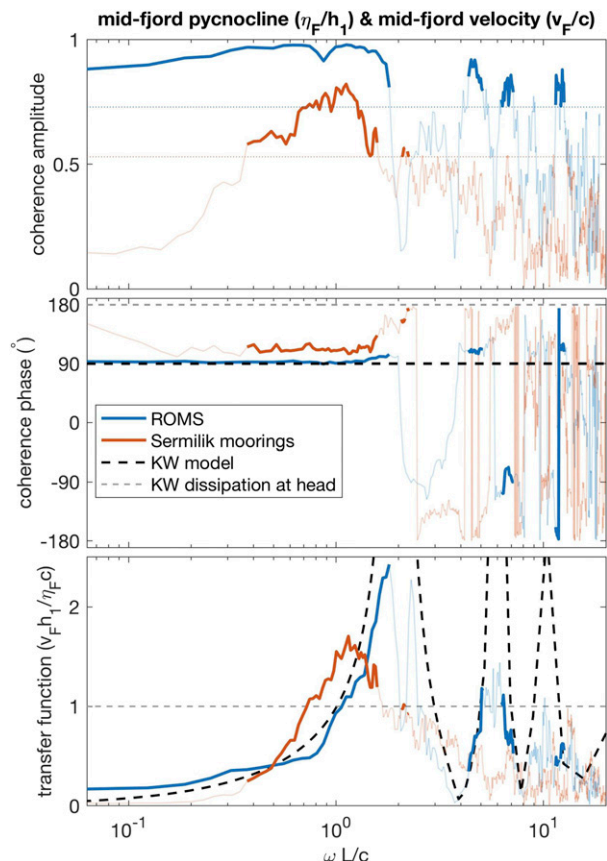 mid-fjord pycnocline (η_F/h_1) & mid-fjord velocity (v_F/c)
coherence amplitude
1
0.5
0
coherence phase (°)
180
90
0
-90
-180
ROMS
Sermilik moorings
KW model
KW dissipation at head
transfer function (v_F h_1/η_F c)
2
1
0
10^-1
10^0
10^1
ω L/c